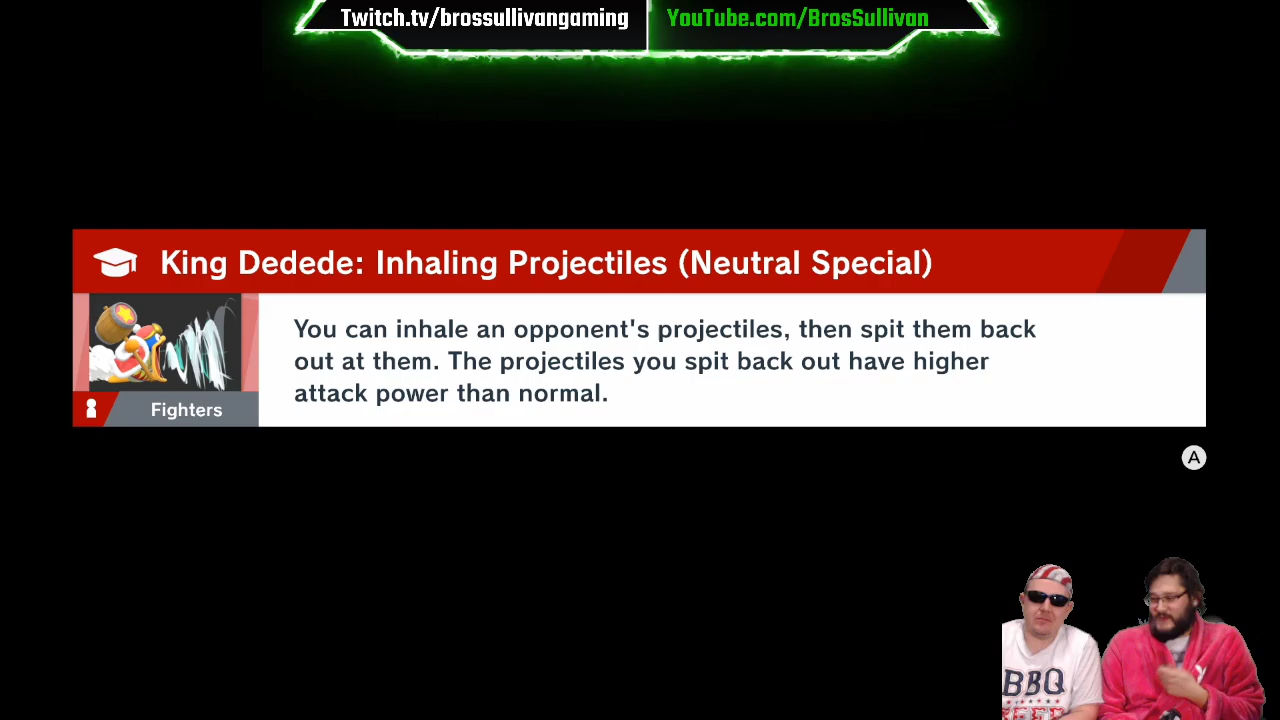 Twitch.tv/brossullivangaming
YouTube.com/BrosSullivan
King Dedede: Inhaling Projectiles (Neutral Special)
You can inhale an opponent's projectiles, then spit them back
out at them. The projectiles you spit back out have higher
attack power than normal.
Fighters
A
BBQ